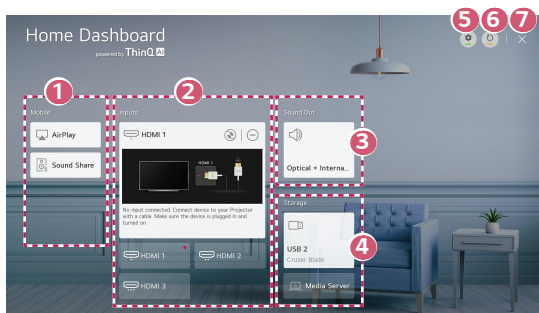 Home Dashboard
powered by ThinQ AI
5 6 7
1
2
3
4
Mobile
AirPlay
Sound Share
Inputs
HDMI 1
HDMI 1
No input connected. Connect device to your Projector
with a cable. Make sure the device is plugged in and
turned on.
HDMI 1
HDMI 2
HDMI 3
Sound Out
Optical + Interna...
Storage
USB 2
Cruzer Blade
Media Server